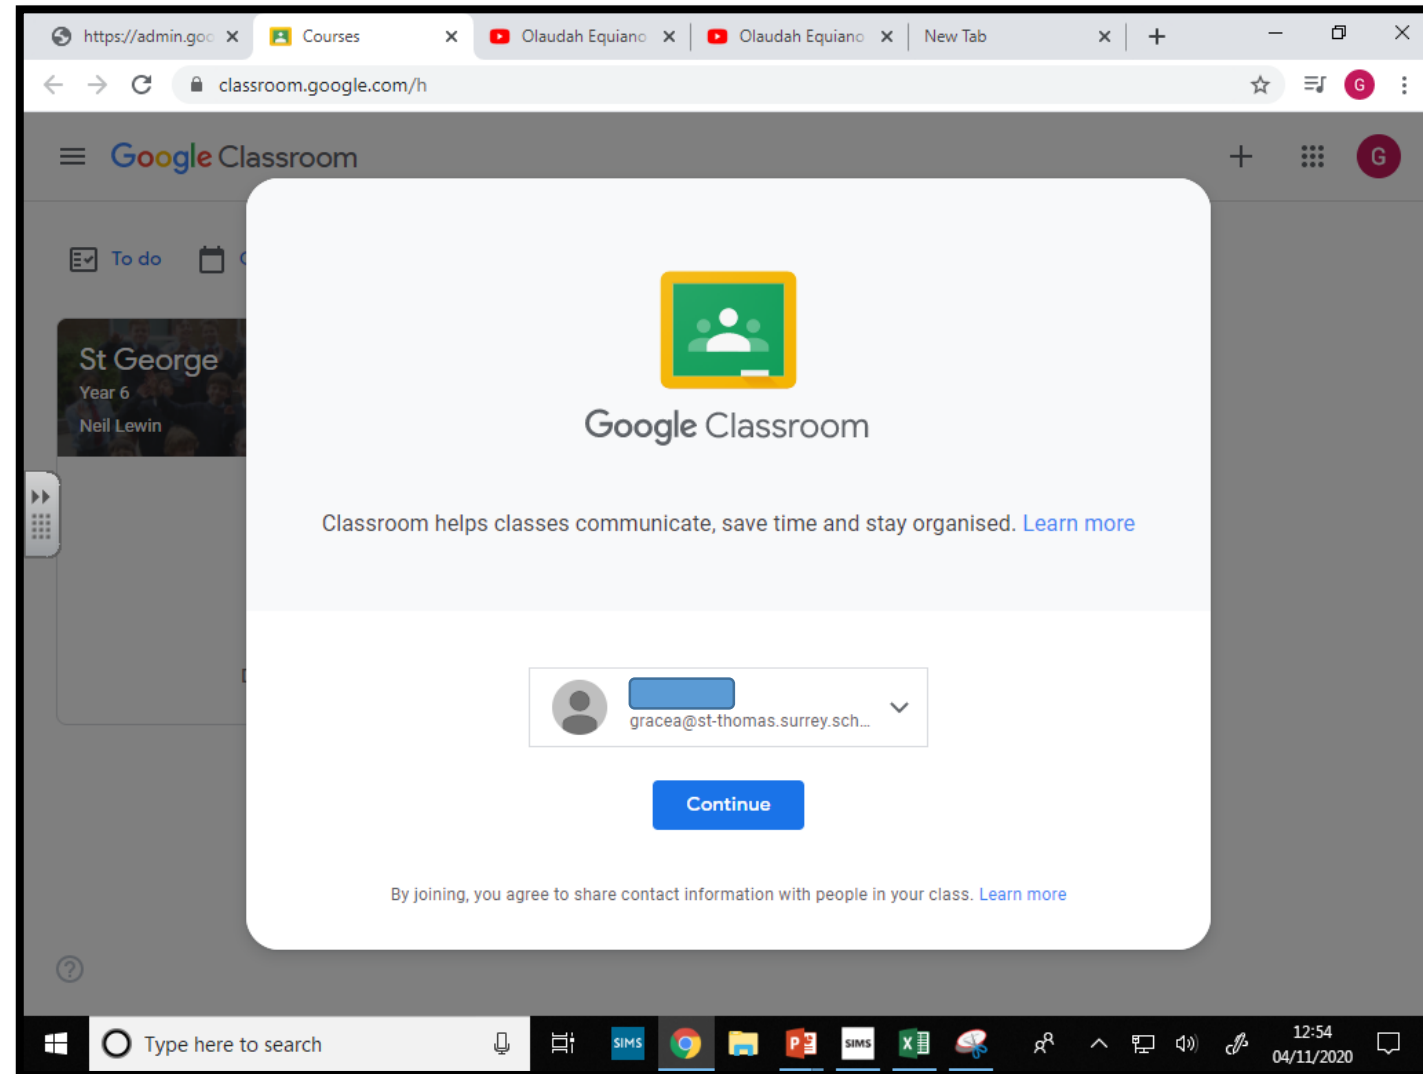 https://admin.goo
Courses
Olaudah Equiano
Olaudah Equiano
New Tab
classroom.google.com/h
G
Google Classroom
G
To do
St George
Year 6
Neil Lewin
Google Classroom
Classroom helps classes communicate, save time and stay organised. Learn more
gracea@st-thomas.surrey.sch...
Continue
By joining, you agree to share contact information with people in your class. Learn more
Type here to search
SIMS
P
SIMS
X
12:54
04/11/2020